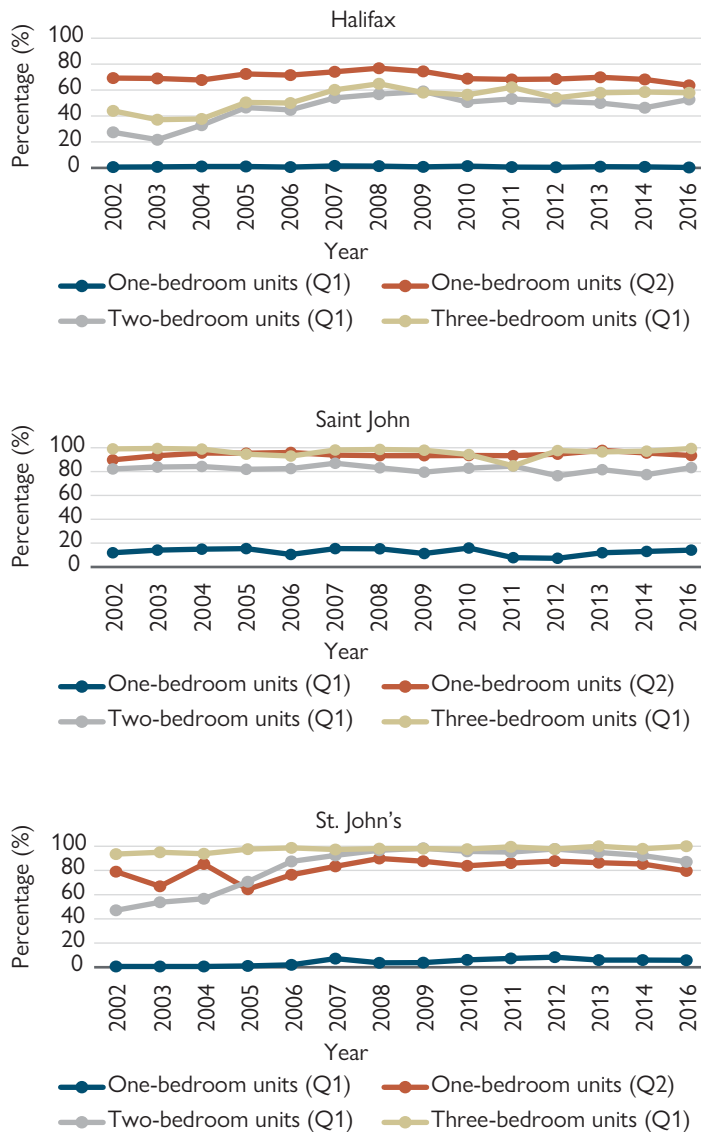 Halifax
Percentage (%)
100
80
60
40
20
0
2002 2003 2004 2005 2006 2007 2008 2009 2010 2011 2012 2013 2014 2016
Year
One-bedroom units (Q1) One-bedroom units (Q2)
Two-bedroom units (Q1) Three-bedroom units (Q1)
Saint John
Percentage (%)
100
80
60
40
20
0
2002 2003 2004 2005 2006 2007 2008 2009 2010 2011 2012 2013 2014 2016
Year
One-bedroom units (Q1) One-bedroom units (Q2)
Two-bedroom units (Q1) Three-bedroom units (Q1)
St. John’s
Percentage (%)
100
80
60
40
20
0
2002 2003 2004 2005 2006 2007 2008 2009 2010 2011 2012 2013 2014 2016
Year
One-bedroom units (Q1) One-bedroom units (Q2)
Two-bedroom units (Q1) Three-bedroom units (Q1)